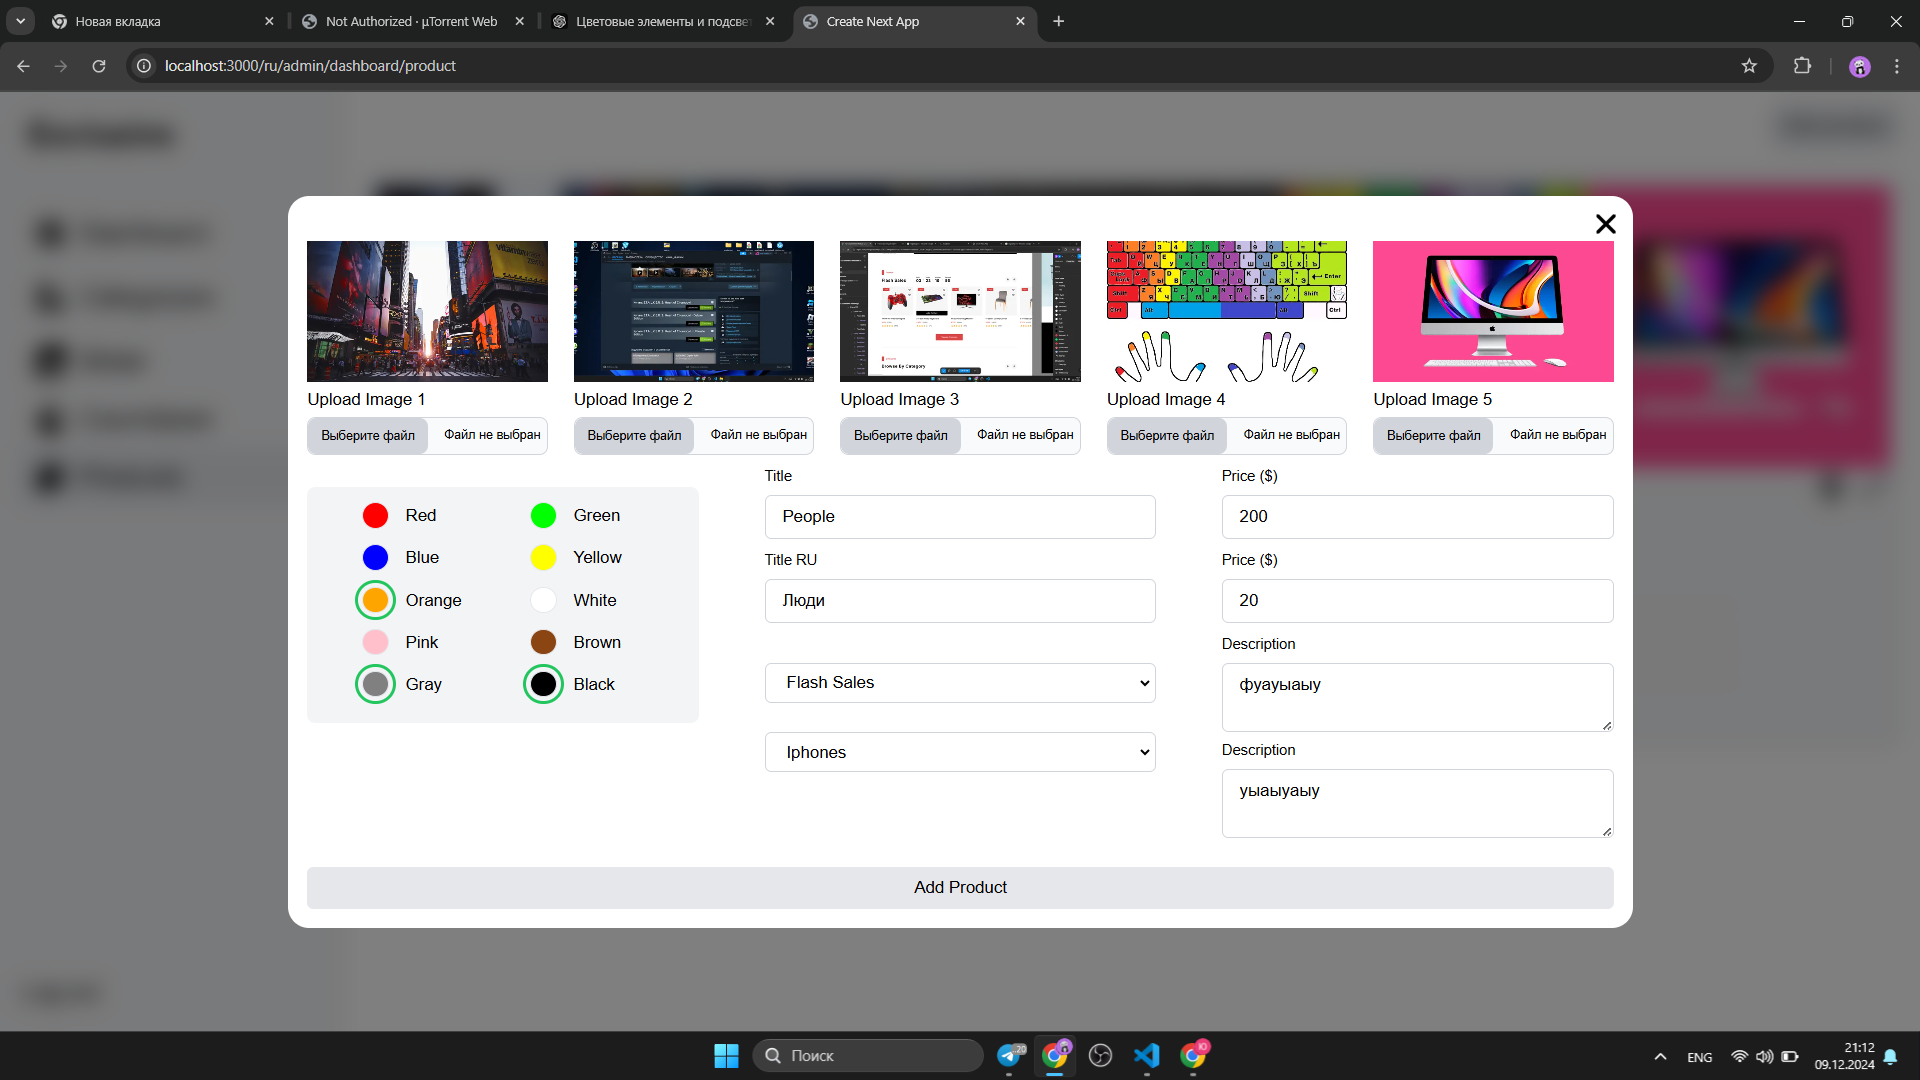 Новая вкладка
Not Authorized · µTorrent Web
Цветовые элементы и подсве
Create Next App
localhost:3000/ru/admin/dashboard/product
Upload Image 1
Upload Image 2
Upload Image 3
Upload Image 4
Upload Image 5
Выберите файл Файл не выбран
Выберите файл Файл не выбран
Выберите файл Файл не выбран
Выберите файл Файл не выбран
Выберите файл Файл не выбран
Red
Green
Blue
Yellow
Orange
White
Pink
Brown
Gray
Black
Title
People
Title RU
Люди
Flash Sales
Iphones
Price ($)
200
Price ($)
20
Description
фуауыаыу
Description
уыаыуаыу
Add Product
Поиск
20
ENG
21:12
09.12.2024